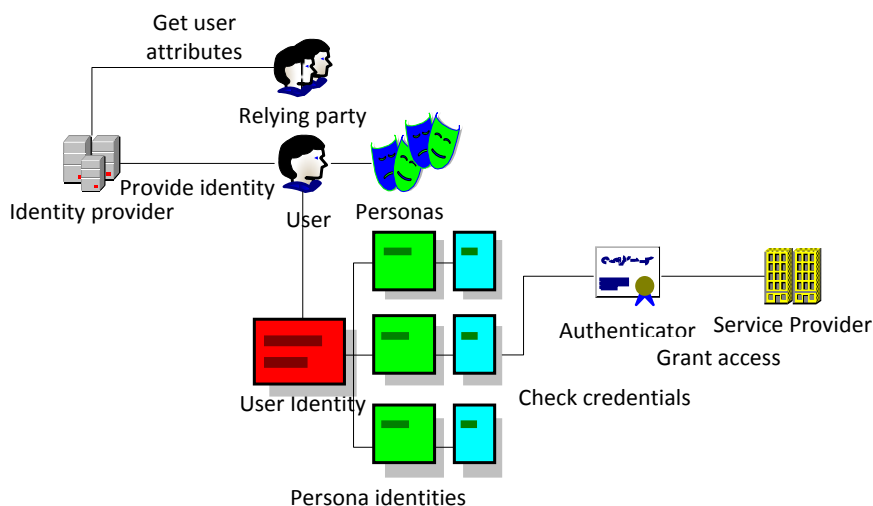 Get user
attributes
Relying party
Provide identity
Identity provider
User
Personas
Authenticator
Service Provider
Grant access
User Identity
Check credentials
Persona identities